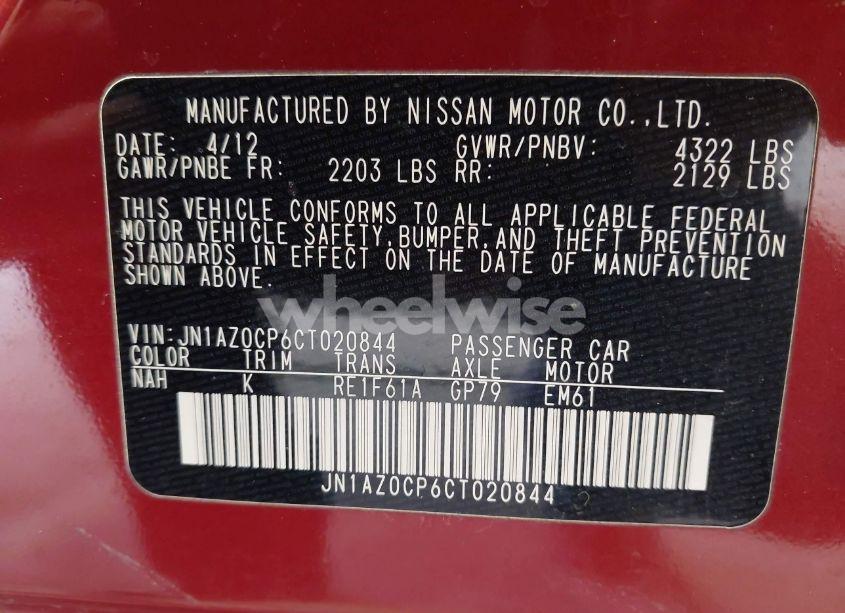 MANUFACTURED BY NISSAN MOTOR CO.,LTD.
DATE: 4/12 GVWR/PNBV: 4322 LBS
GAWR/PNBE FR: 2203 LBS RR: 2129 LBS
THIS VEHICLE CONFORMS TO ALL APPLICABLE FEDERAL
MOTOR VEHICLE SAFETY,BUMPER,AND THEFT PREVENTION
STANDARDS IN EFFECT ON THE DATE OF MANUFACTURE
SHOWN ABOVE.
wheelwise
VIN:JN1AZ0CP6CT020844 PASSENGER CAR
COLOR TRIM TRANS AXLE MOTOR
NAH K RE1F61A GP79 EM61
JN1AZ0CP6CT020844